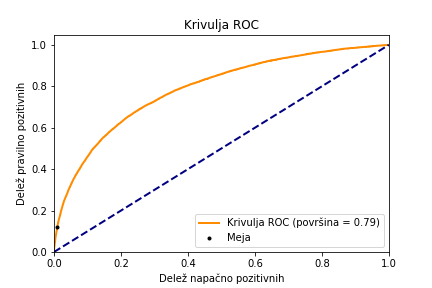 Krivulja ROC
1.0
0.8
0.6
0.4
0.2
0.0
Delež pravilno pozitivnih
Krivulja ROC (površina = 0.79)
Meja
0.0 0.2 0.4 0.6 0.8 1.0
Delež napačno pozitivnih